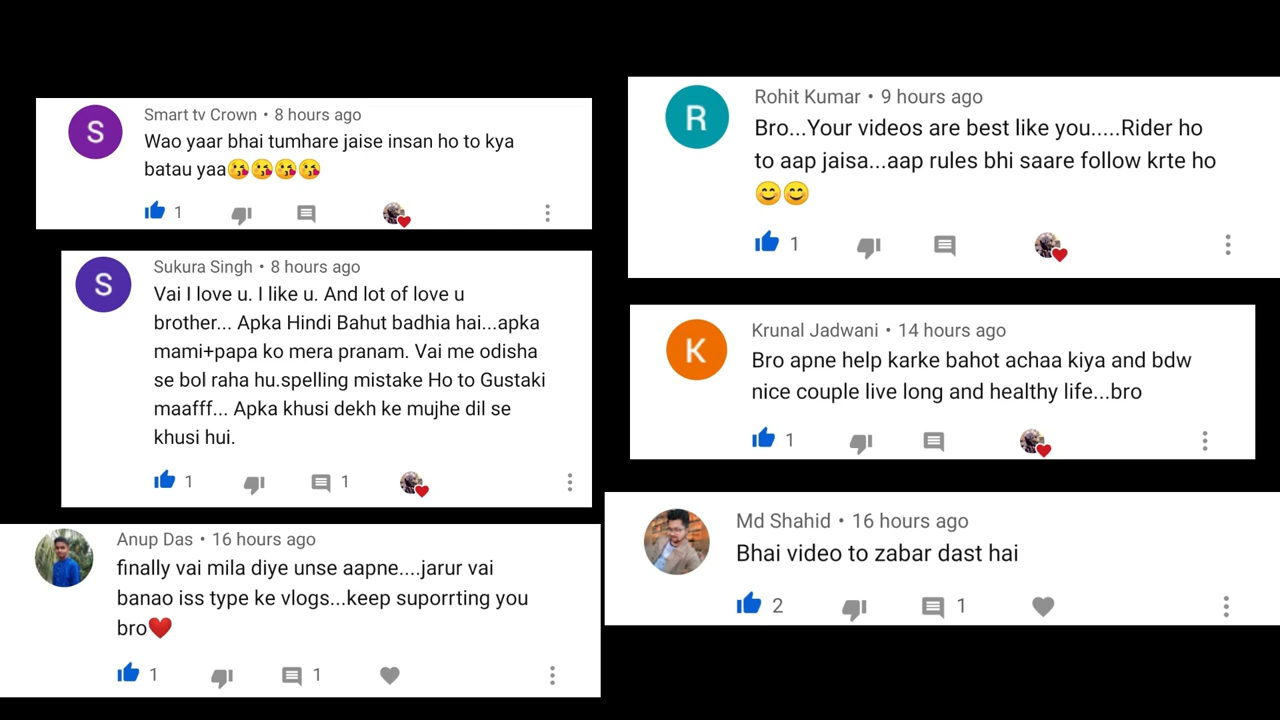 Smart tv Crown • 8 hours ago
Wao yaar bhai tumhare jaise insan ho to kya
batau yaa😘😘😘😘
1
Sukura Singh • 8 hours ago
Vai I love u. I like u. And lot of love u
brother... Apka Hindi Bahut badhia hai...apka
mami+papa ko mera pranam. Vai me odisha
se bol raha hu.spelling mistake Ho to Gustaki
maafff... Apka khusi dekh ke mujhe dil se
khusi hui.
1 1
Anup Das • 16 hours ago
finally vai mila diye unse aapne....jarur vai
banao iss type ke vlogs...keep suporrting you
bro❤️
1 1
Rohit Kumar • 9 hours ago
Bro...Your videos are best like you.....Rider ho
to aap jaisa...aap rules bhi saare follow krte ho
😊😊
1
Krunal Jadwani • 14 hours ago
Bro apne help karke bahot achaa kiya and bdw
nice couple live long and healthy life...bro
1
Md Shahid • 16 hours ago
Bhai video to zabar dast hai
2 1
S
S
R
K